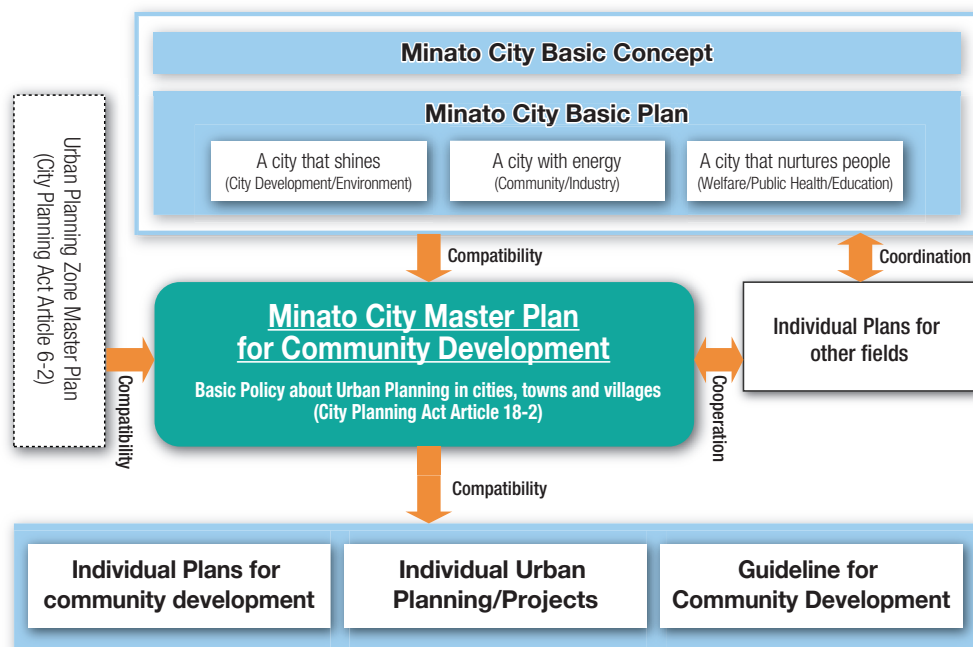 Minato City Basic Concept
Minato City Basic Plan
A city that shines
(City Development/Environment)
A city with energy
(Community/Industry)
A city that nurtures people
(Welfare/Public Health/Education)
Urban Planning Zone Master Plan
(City Planning Act Article 6-2)
Compatibility
Coordination
Minato City Master Plan
for Community Development
Basic Policy about Urban Planning in cities, towns and villages
(City Planning Act Article 18-2)
Individual Plans for
other fields
Compatibility
Cooperation
Compatibility
Individual Plans for
community development
Individual Urban
Planning/Projects
Guideline for
Community Development